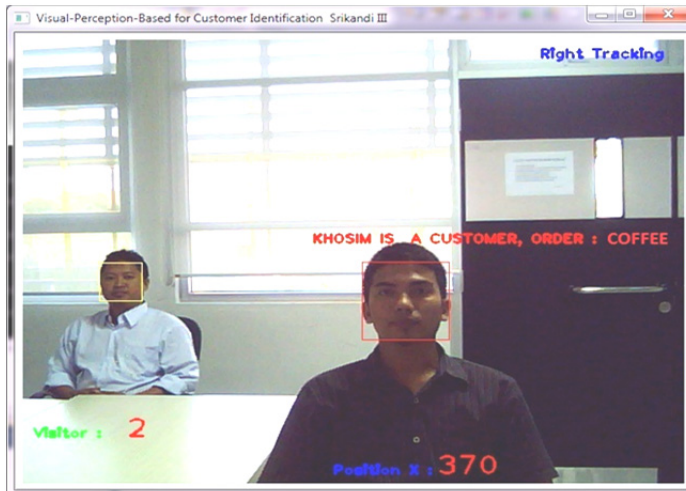 Visual-Perception-Based for Customer Identification Srikandi III
Right Tracking
KHOSIM IS A CUSTOMER, ORDER : COFFEE
Visitor : 2
Position X : 370